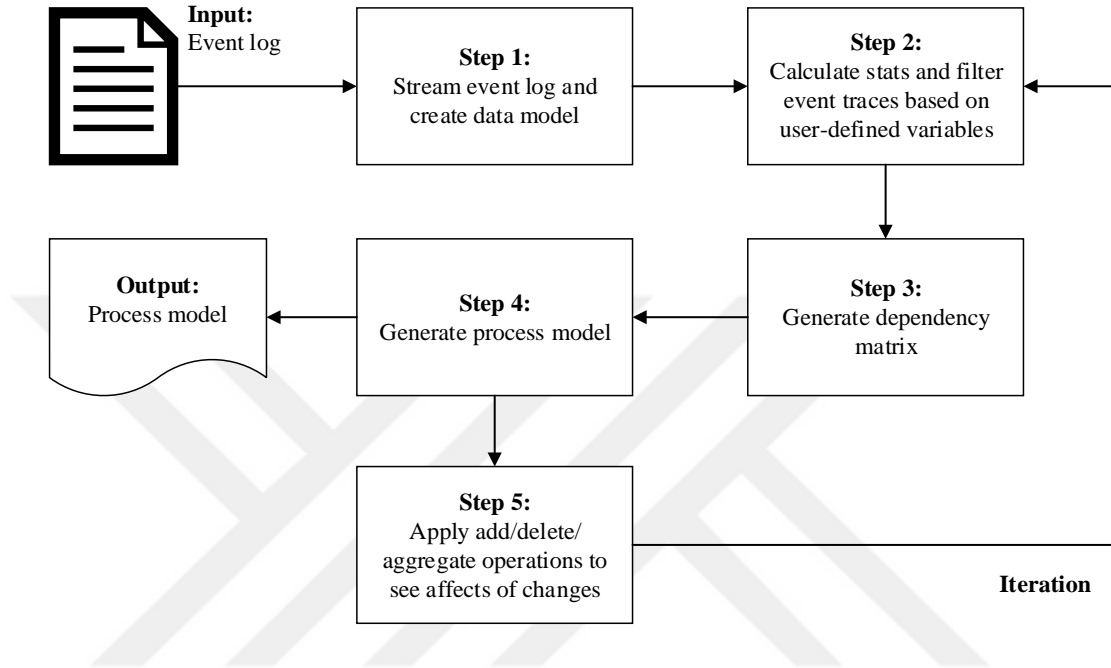 Input:
Event log
Step 1:
Stream event log and
create data model
Step 2:
Calculate stats and filter
event traces based on
user-defined variables
Output:
Process model
Step 4:
Generate process model
Step 3:
Generate dependency
matrix
Step 5:
Apply add/delete/
aggregate operations to
see affects of changes
Iteration